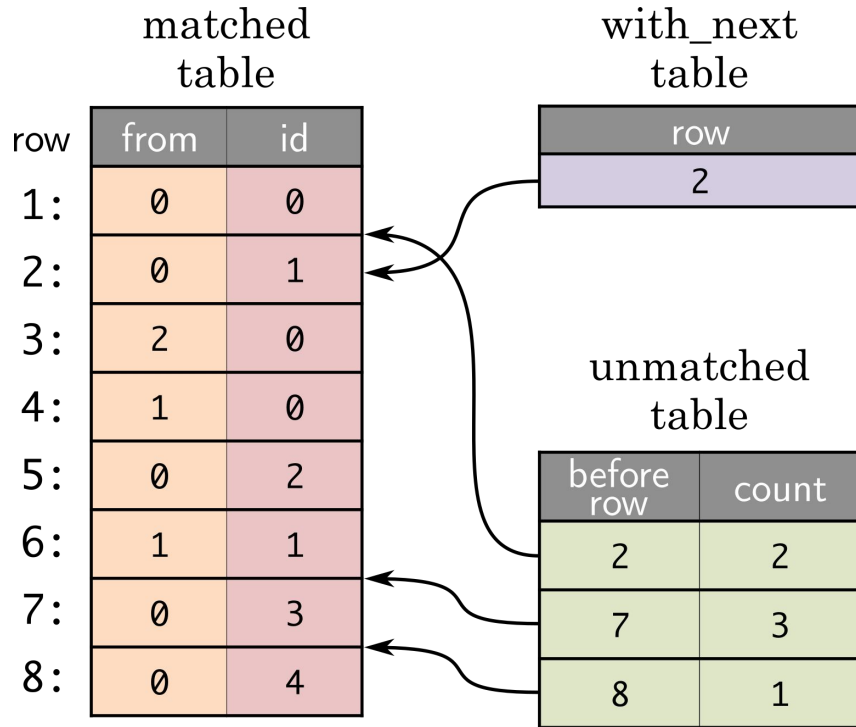 matched
table
row from id
1: 0 0
2: 0 1
3: 2 0
4: 1 0
5: 0 2
6: 1 1
7: 0 3
8: 0 4
with_next
table
row
2
unmatched
table
before
row
count
2 2
7 3
8 1